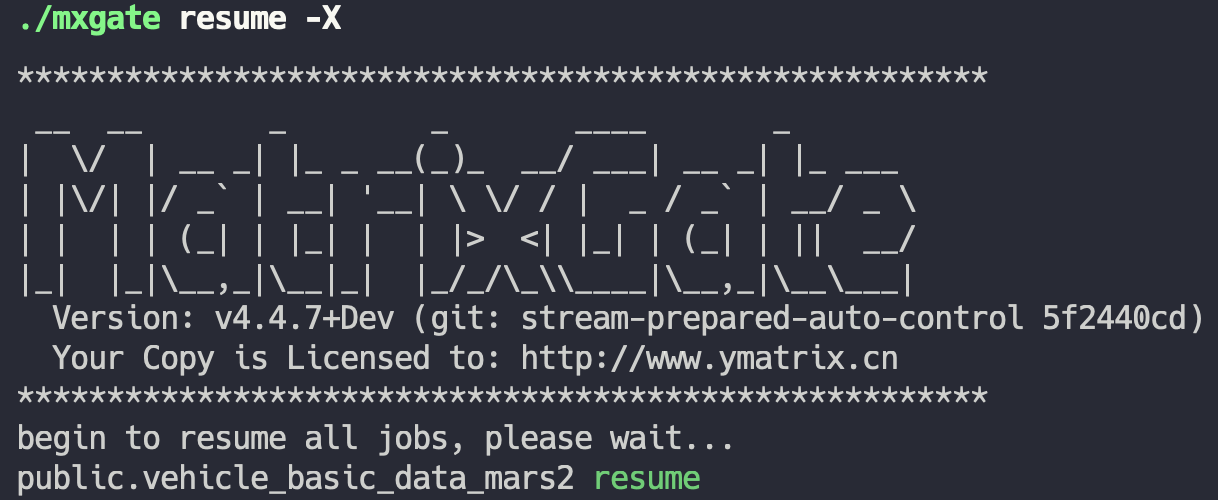 ./mxgate resume -X
******************************************************
 __  __       _        _       ____       _
|  \/  | __ _| |_ _ __(_)_  __/ ___| __ _| |_ ___
| |\/| |/ _` | __| '__| \ \/ / |  _ / _` | __/ _ \
| |  | | (_| | |_| |  | |>  <| |_| | (_| | ||  __/
|_|  |_|\__,_|\__|_|  |_/_/\_\\____|\__,_|\__\___|
  Version: v4.4.7+Dev (git: stream-prepared-auto-control 5f2440cd)
  Your Copy is Licensed to: http://www.ymatrix.cn
******************************************************
begin to resume all jobs, please wait...
public.vehicle_basic_data_mars2 resume